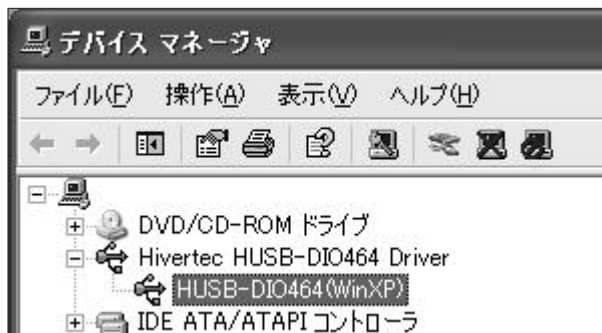 デバイス マネージャ
ファイル(F) 操作(A) 表示(V) ヘルプ(H)
DVD/CD-ROM ドライブ
Hivertec HUSB-DIO464 Driver
HUSB-DIO464(WinXP)
IDE ATA/ATAPI コントローラ